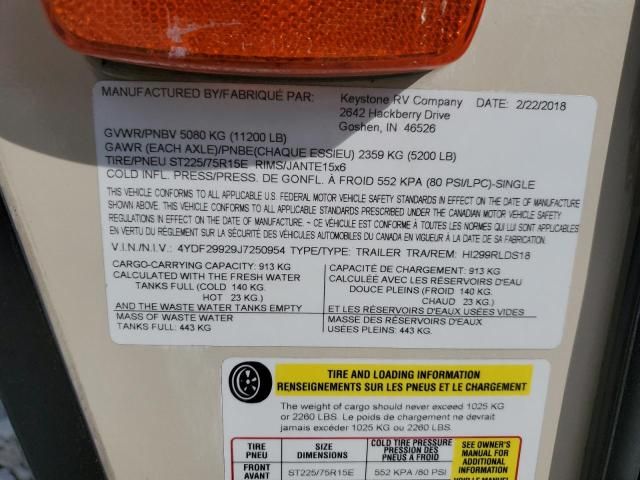 MANUFACTURED BY/FABRIQUÉ PAR: Keystone RV Company DATE: 2/22/2018
2642 Hackberry Drive
Goshen, IN 46526
GVWR/PNBV 5080 KG (11200 LB)
GAWR (EACH AXLE)/PNBE(CHAQUE ESSIEU) 2359 KG (5200 LB)
TIRE/PNEU ST225/75R15E RIMS/JANTE15x6
COLD INFL. PRESS/PRESS. DE GONFL. À FROID 552 KPA (80 PSI/LPC)-SINGLE
THIS VEHICLE CONFORMS TO ALL APPLICABLE U.S. FEDERAL MOTOR VEHICLE SAFETY STANDARDS IN EFFECT ON THE DATE OF MANUFACTURE
SHOWN ABOVE. THIS VEHICLE CONFORMS TO ALL APPLICABLE STANDARDS PRESCRIBED UNDER THE CANADIAN MOTOR VEHICLE SAFETY
REGULATIONS IN EFFECT ON THE DATE OF MANUFACTURE ~ CE VÉHICULE EST CONFORME À TOUTES LES NORMES QUI LUI SONT APPLICABLES
EN VERTU DU RÈGLEMENT SUR LA SÉCURITÉ DES VÉHICULES AUTOMOBILES DU CANADA EN VIGUEUR À LA DATE DE SA FABRICATION
V.I.N./N.I.V.: 4YDF29929J7250954 TYPE/TYPE: TRAILER TRA/REM: HI299RLDS18
CARGO-CARRYING CAPACITY: 913 KG
CALCULATED WITH THE FRESH WATER
TANKS FULL (COLD 140 KG.
HOT 23 KG.)
AND THE WASTE WATER TANKS EMPTY
MASS OF WASTE WATER
TANKS FULL: 443 KG
CAPACITÉ DE CHARGEMENT: 913 KG
CALCULÉE AVEC LES RÉSERVOIRS D'EAU
DOUCE PLEINS (FROID 140 KG.
CHAUD 23 KG.)
ET LES RÉSERVOIRS D'EAUX USÉES VIDES
MASSE DES RÉSERVOIRS D'EAUX
USÉES PLEINS: 443 KG.
TIRE AND LOADING INFORMATION
RENSEIGNEMENTS SUR LES PNEUS ET LE CHARGEMENT
The weight of cargo should never exceed 1025 KG
or 2260 LBS. Le poids de chargement ne devrait
jamais excéder 1025 KG ou 2260 LBS.
TIRE
PNEU
SIZE
DIMENSIONS
COLD TIRE PRESSURE
PRESSION DES
PNEUS A FROID
SEE OWNER'S
MANUAL FOR
ADDITIONAL
INFORMATION
VOIR LE MANUEL
FRONT
AVANT
ST225/75R15E
552 KPA /80 PSI